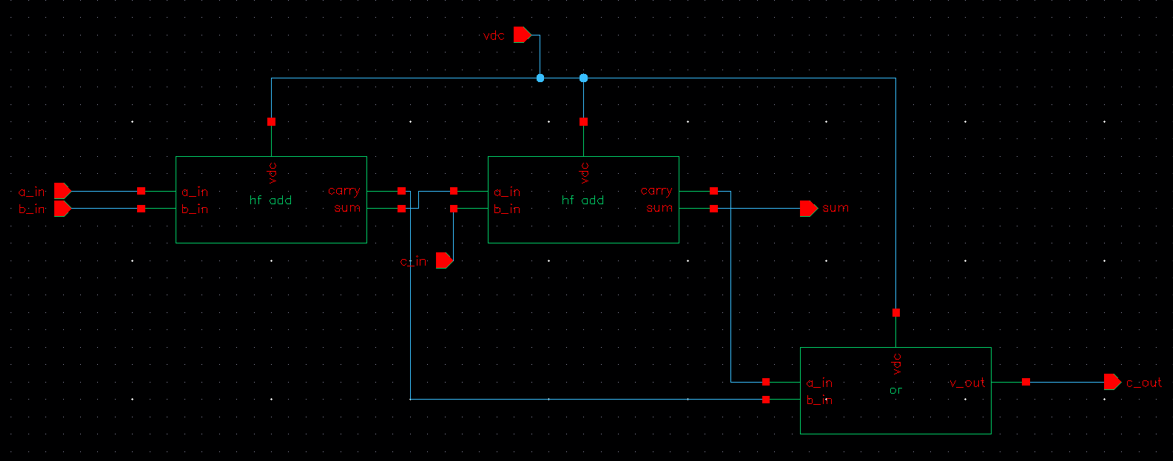 vdc
vdc
vdc
a_in
a_in
carry
a_in
carry
hf add
hf add
b_in
b_in
sum
b_in
sum
sum
c_in
vdc
a_in
v_out
c_out
or
b_in